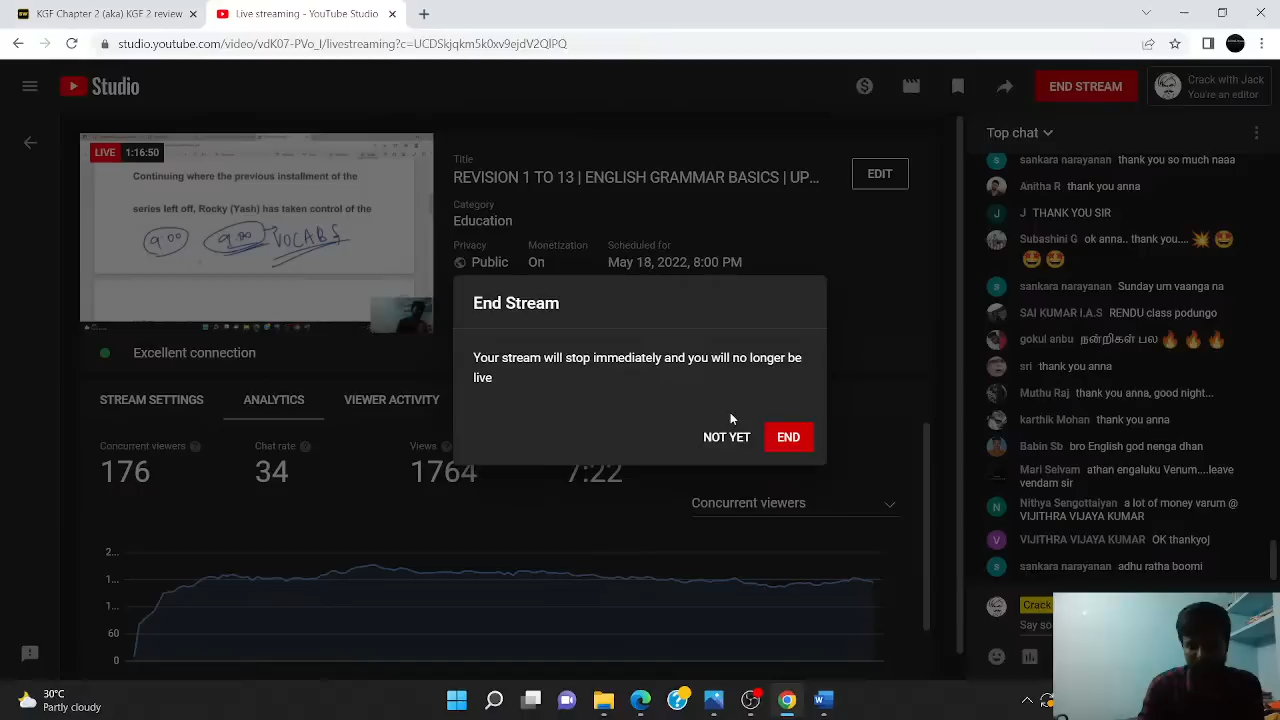 KGF Chapter 2 (aka) KGF 2 review
Live streaming - YouTube Studio
studio.youtube.com/video/vdK07-PVo_I/livestreaming?c=UCDSkjqkm5k0xv9ejdV2QlPQ
Studio
END STREAM
Crack with Jack
You're an editor
LIVE 1:16:50
Continuing where the previous installment of the
series left off, Rocky (Yash) has taken control of the
9:00 9:00 VOCABS
Title
REVISION 1 TO 13 | ENGLISH GRAMMAR BASICS | UP...
EDIT
Category
Education
Privacy Monetization Scheduled for
Public On May 18, 2022, 8:00 PM
End Stream
Your stream will stop immediately and you will no longer be
live
NOT YET END
Excellent connection
STREAM SETTINGS ANALYTICS VIEWER ACTIVITY
Concurrent viewers Chat rate Views
176 34 1764 7:22
Concurrent viewers
2...
1...
1...
60
0
Top chat
sankara narayanan thank you so much naaa
Anitha R thank you anna
J THANK YOU SIR
Subashini G ok anna.. thank you.... 💥 🤩
🤩 🤩
sankara narayanan Sunday um vaanga na
SAI KUMAR I.A.S RENDU class podungo
gokul anbu நன்றிகள் பல 🔥 🔥 🔥
sri thank you anna
Muthu Raj thank you anna, good night...
karthik Mohan thank you anna
Babin Sb bro English god nenga dhan
Mari Selvam athan engaluku Venum....leave
vendam sir
Nithya Sengottaiyan a lot of money varum @
VIJITHRA VIJAYA KUMAR
VIJITHRA VIJAYA KUMAR OK thankyoj
sankara narayanan adhu ratha boomi
Crack
Say so
30°C
Partly cloudy